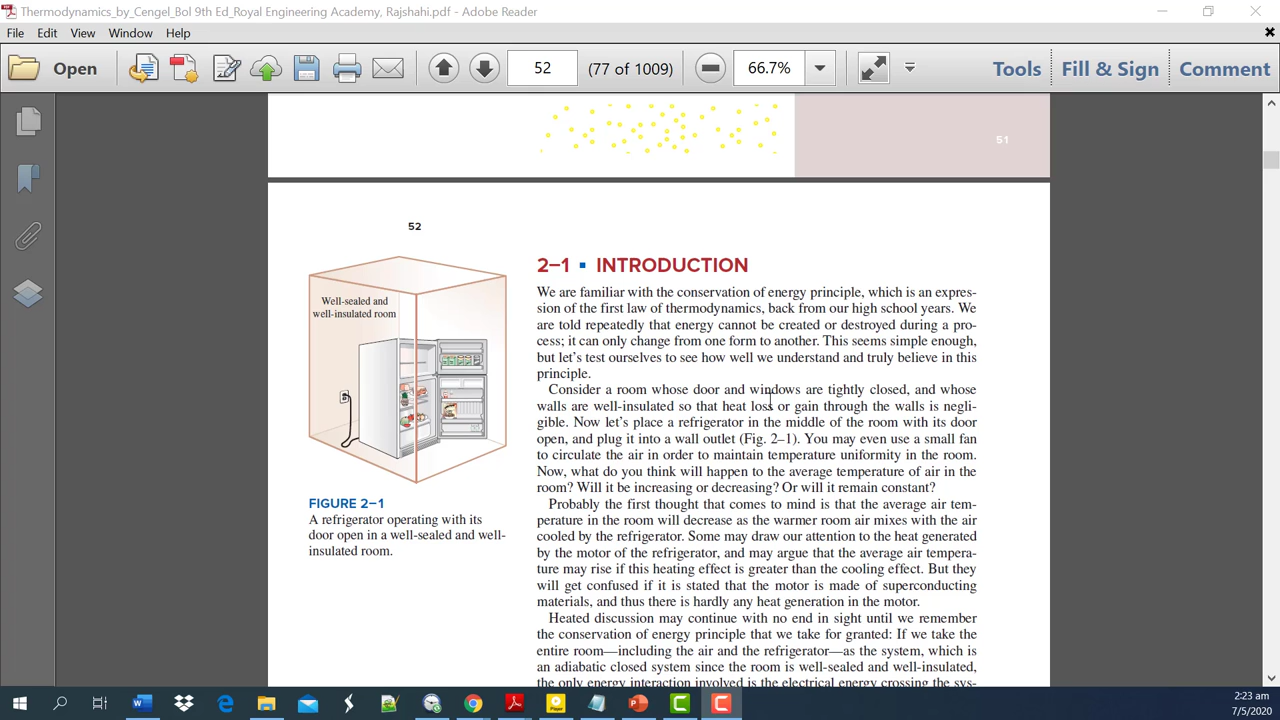 Thermodynamics_by_Cengel_Bol 9th Ed_Royal Engineering Academy, Rajshahi.pdf - Adobe Reader
File Edit View Window Help
Open 52 (77 of 1009) 66.7% Tools Fill & Sign Comment
51
52
Well-sealed and
well-insulated room
FIGURE 2–1
A refrigerator operating with its
door open in a well-sealed and well-
insulated room.
2–1 ▪ INTRODUCTION
We are familiar with the conservation of energy principle, which is an expres-
sion of the first law of thermodynamics, back from our high school years. We
are told repeatedly that energy cannot be created or destroyed during a pro-
cess; it can only change from one form to another. This seems simple enough,
but let’s test ourselves to see how well we understand and truly believe in this
principle.
Consider a room whose door and windows are tightly closed, and whose
walls are well-insulated so that heat loss or gain through the walls is negli-
gible. Now let’s place a refrigerator in the middle of the room with its door
open, and plug it into a wall outlet (Fig. 2–1). You may even use a small fan
to circulate the air in order to maintain temperature uniformity in the room.
Now, what do you think will happen to the average temperature of air in the
room? Will it be increasing or decreasing? Or will it remain constant?
Probably the first thought that comes to mind is that the average air tem-
perature in the room will decrease as the warmer room air mixes with the air
cooled by the refrigerator. Some may draw our attention to the heat generated
by the motor of the refrigerator, and may argue that the average air tempera-
ture may rise if this heating effect is greater than the cooling effect. But they
will get confused if it is stated that the motor is made of superconducting
materials, and thus there is hardly any heat generation in the motor.
Heated discussion may continue with no end in sight until we remember
the conservation of energy principle that we take for granted: If we take the
entire room—including the air and the refrigerator—as the system, which is
an adiabatic closed system since the room is well-sealed and well-insulated,
the only energy interaction involved is the electrical energy crossing the sys-
2:23 am
7/5/2020